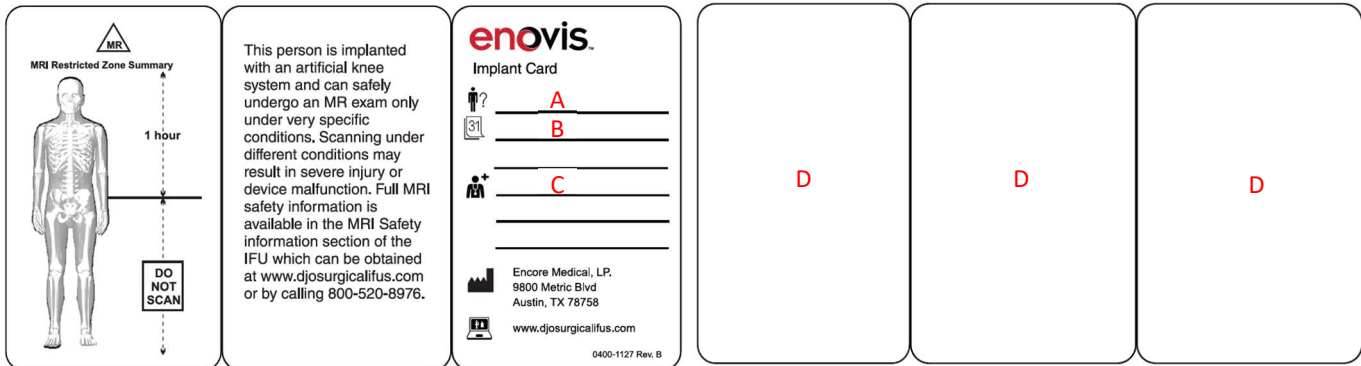 MR
MRI Restricted Zone Summary
1 hour
DO
NOT
SCAN
This person is implanted
with an artificial knee
system and can safely
undergo an MR exam only
under very specific
conditions. Scanning under
different conditions may
result in severe injury or
device malfunction. Full MRI
safety information is
available in the MRI Safety
information section of the
IFU which can be obtained
at www.djosurgicalifus.com
or by calling 800-520-8976.
enovis™
Implant Card
? A
31 B
C
Encore Medical, LP.
9800 Metric Blvd
Austin, TX 78758
www.djosurgicalifus.com
0400-1127 Rev. B
D
D
D